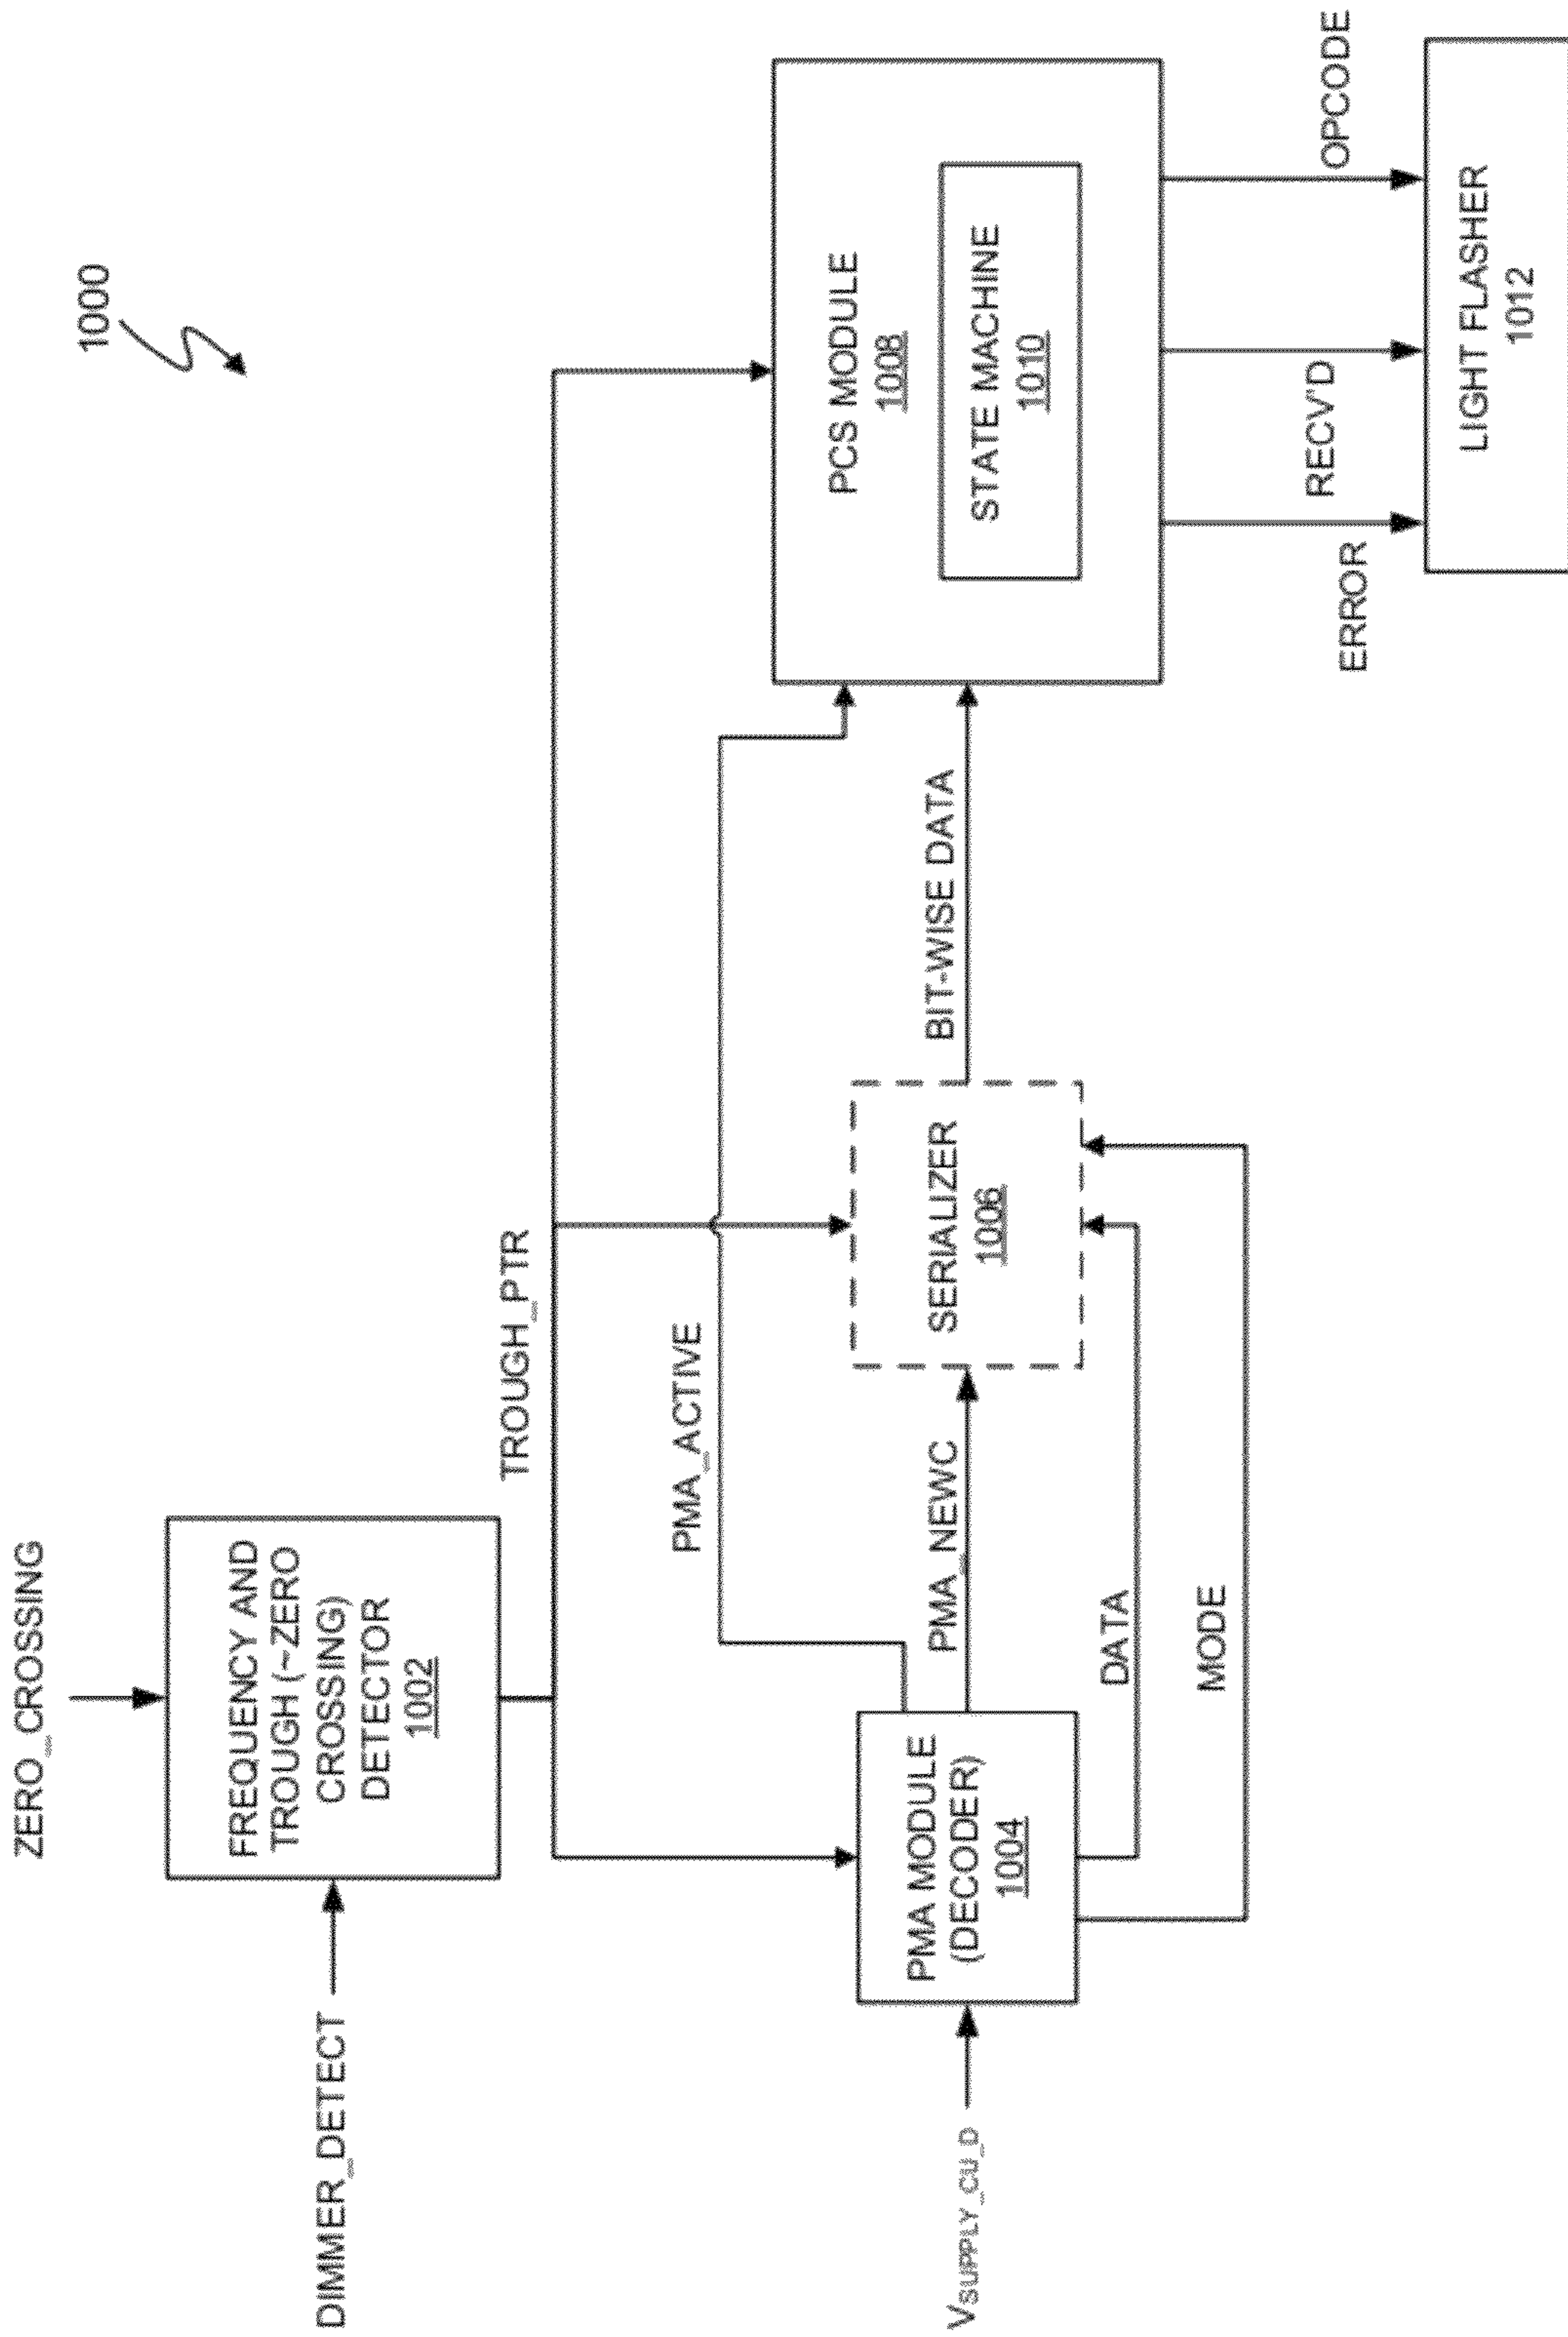 1000
ZERO_CROSSING
DIMMER_DETECT
FREQUENCY AND
TROUGH (~ZERO
CROSSING)
DETECTOR
1002
TROUGH_PTR
PMA_ACTIVE
VSUPPLY_CU_D
PMA MODULE
(DECODER)
1004
PMA_NEWC
DATA
MODE
SERIALIZER
1006
BIT-WISE DATA
PCS MODULE
1008
STATE MACHINE
1010
ERROR
RECV'D
OPCODE
LIGHT FLASHER
1012